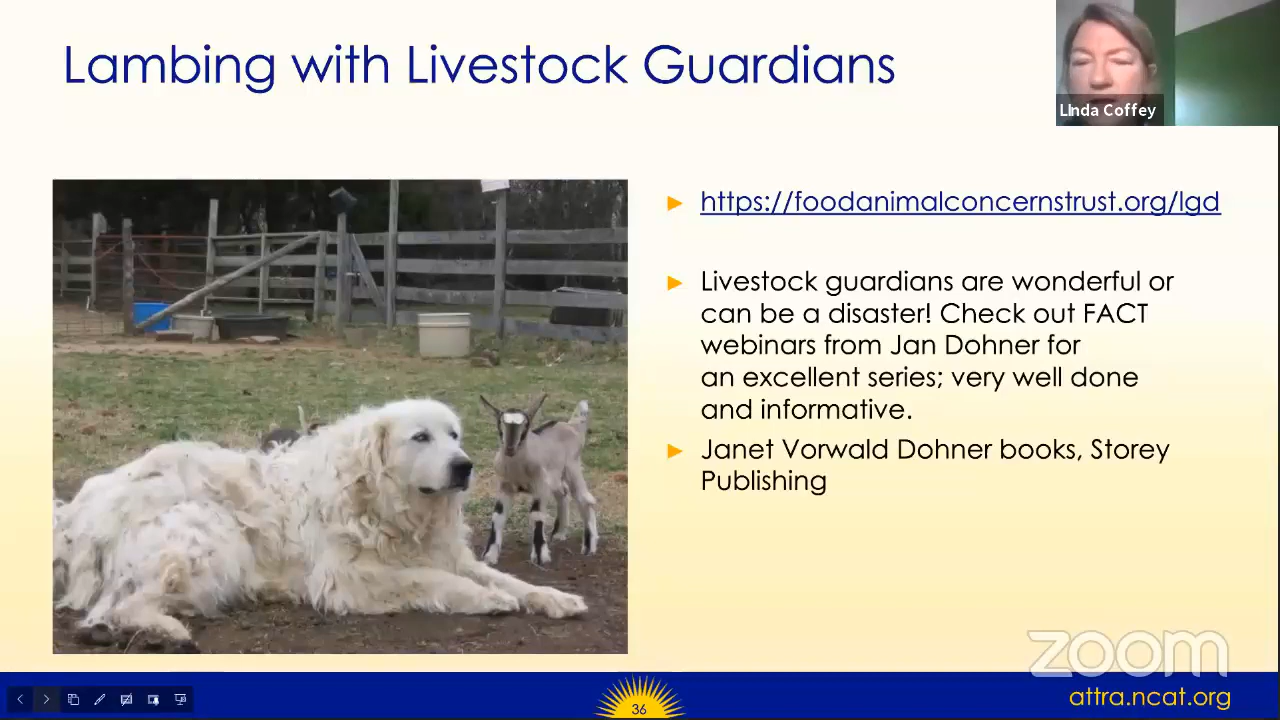 Lambing with Livestock Guardians
Linda Coffey
► https://foodanimalconcernstrust.org/lgd
► Livestock guardians are wonderful or
can be a disaster! Check out FACT
webinars from Jan Dohner for
an excellent series; very well done
and informative.
► Janet Vorwald Dohner books, Storey
Publishing
zoom
36
attra.ncat.org